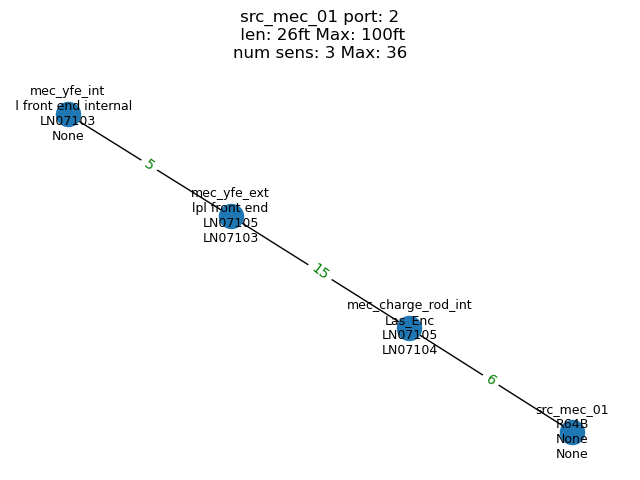 src_mec_01 port: 2
len: 26ft Max: 100ft
num sens: 3 Max: 36
mec_yfe_int
l front end internal
LN07103
None
5
mec_yfe_ext
lpl front end
LN07105
LN07103
15
mec_charge_rod_int
Las_Enc
LN07105
LN07104
6
src_mec_01
R64B
None
None